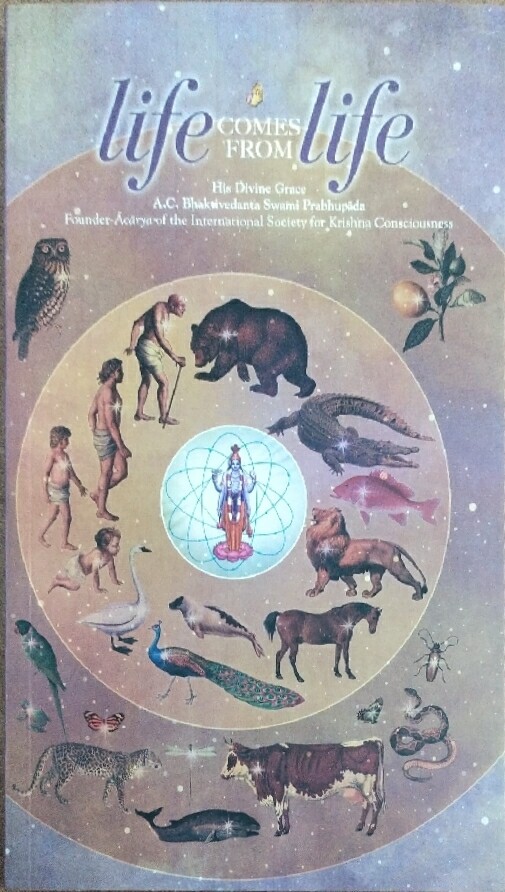 life COMES FROM life
His Divine Grace
A.C. Bhaktivedanta Swami Prabhupāda
Founder-Ācārya of the International Society for Krishna Consciousness